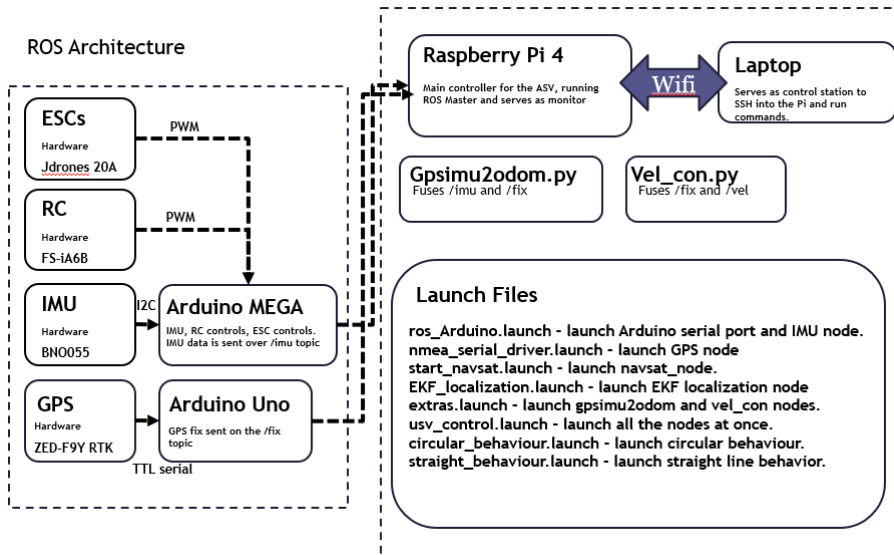 ROS Architecture
ESCs
Hardware
Jdrones 20A
PWM
RC
Hardware
FS-iA6B
PWM
IMU
Hardware
BNO055
I2C
Arduino MEGA
IMU, RC controls, ESC controls.
IMU data is sent over /imu topic
GPS
Hardware
ZED-F9Y RTK
TTL serial
Arduino Uno
GPS fix sent on the /fix
topic
Raspberry Pi 4
Main controller for the ASV, running
ROS Master and serves as monitor
Wifi
Laptop
Serves as control station to
SSH into the Pi and run
commands.
Gpsimu2odom.py
Fuses /imu and /fix
Vel_con.py
Fuses /fix and /vel
Launch Files
ros_Arduino.launch – launch Arduino serial port and IMU node.
nmea_serial_driver.launch – launch GPS node
start_navsat.launch – launch navsat_node.
EKF_localization.launch – launch EKF localization node
extras.launch – launch gpsimu2odom and vel_con nodes.
usv_control.launch – launch all the nodes at once.
circular_behaviour.launch – launch circular behaviour.
straight_behaviour.launch – launch straight line behavior.